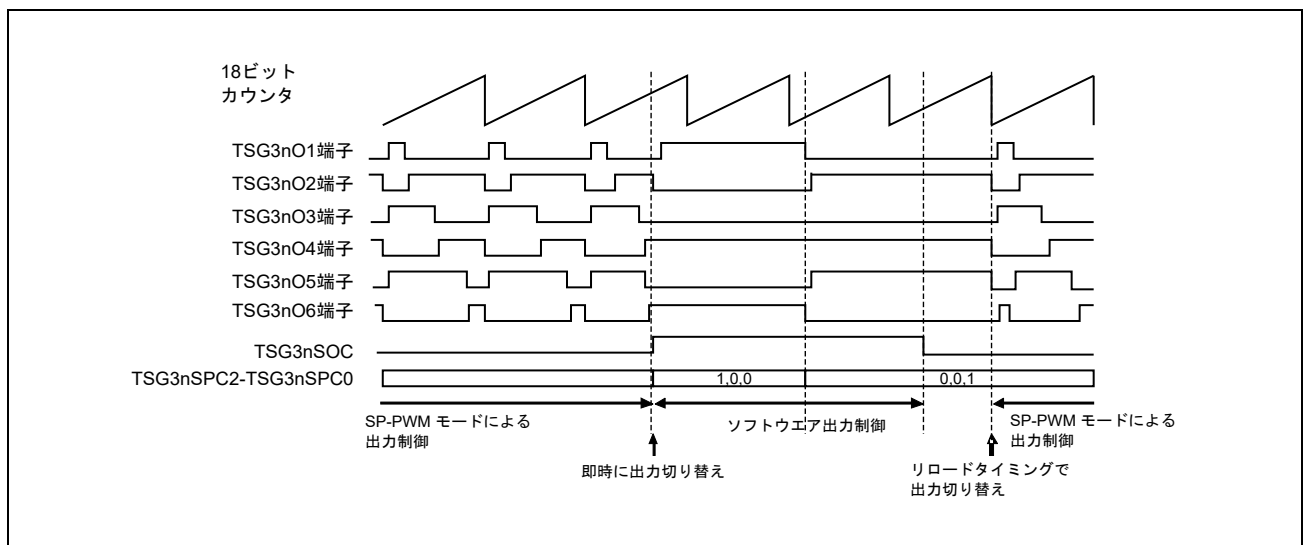 18ビット
カウンタ
TSG3nO1端子
TSG3nO2端子
TSG3nO3端子
TSG3nO4端子
TSG3nO5端子
TSG3nO6端子
TSG3nSOC
TSG3nSPC2-TSG3nSPC0
1,0,0
0,0,1
SP-PWM モードによる
出力制御
ソフトウエア出力制御
SP-PWM モードによる
出力制御
即時に出力切り替え
リロードタイミングで
出力切り替え